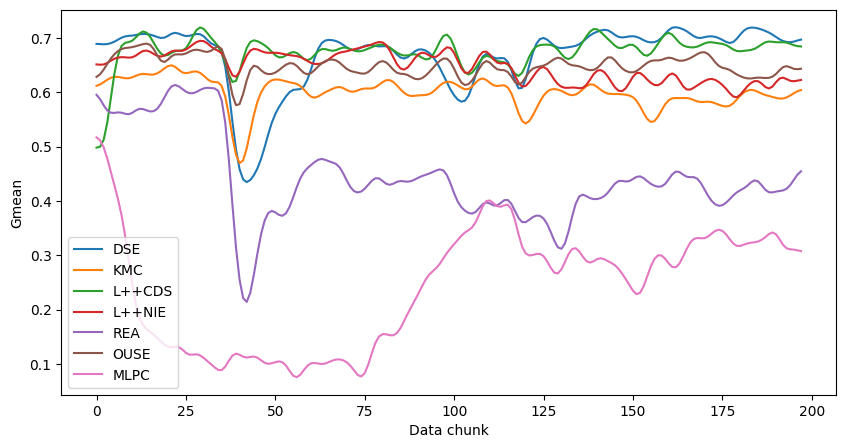 Gmean
0.7
0.6
0.5
0.4
0.3
0.2
0.1
DSE
KMC
L++CDS
L++NIE
REA
OUSE
MLPC
0 25 50 75 100 125 150 175 200
Data chunk